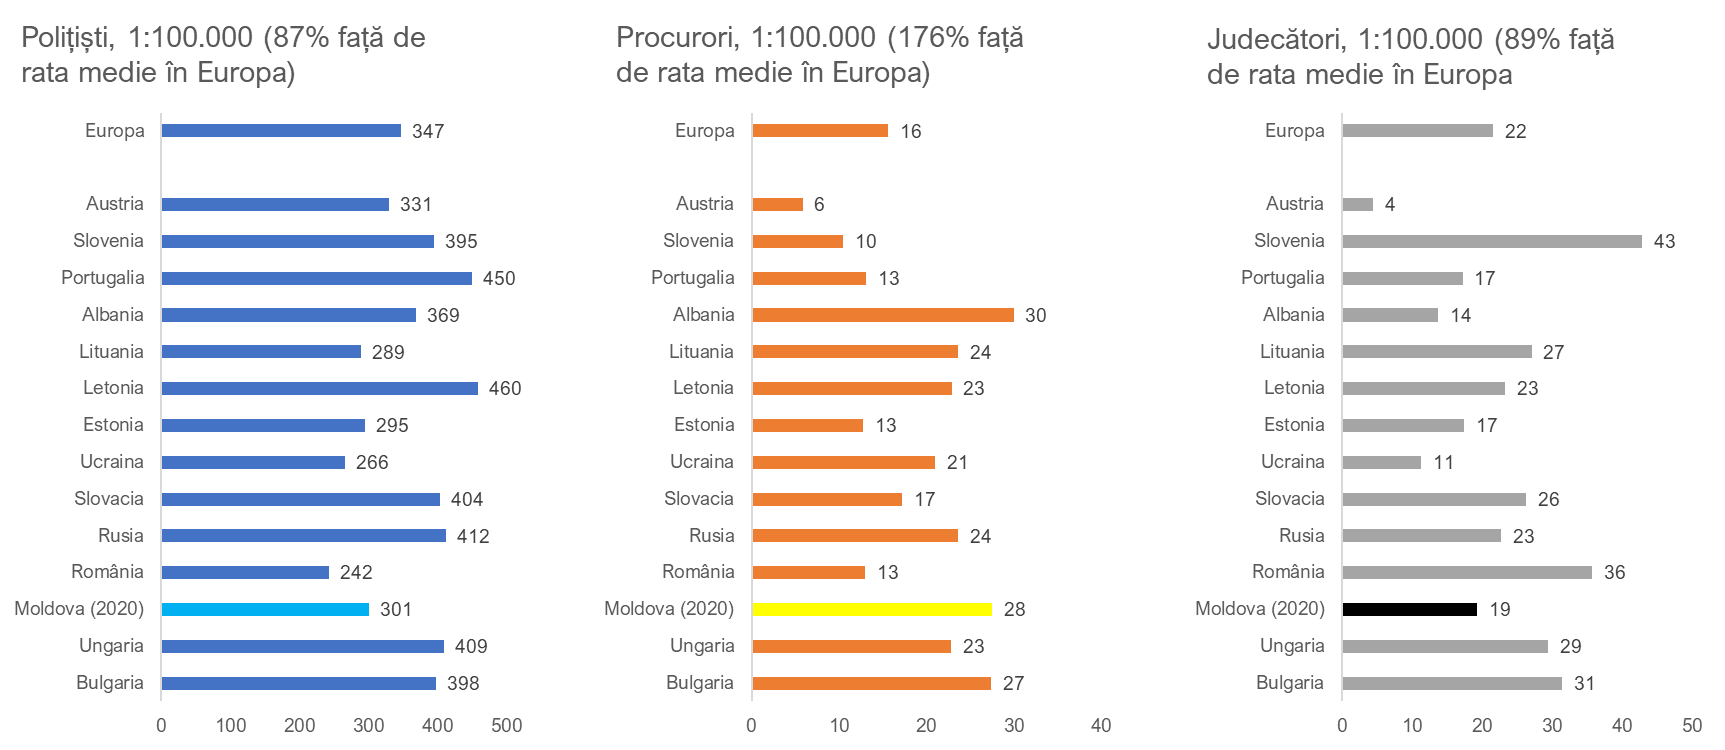 Polițiști, 1:100.000 (87% față de
rata medie în Europa)
Europa 347
Austria 331
Slovenia 395
Portugalia 450
Albania 369
Lituania 289
Letonia 460
Estonia 295
Ucraina 266
Slovacia 404
Rusia 412
România 242
Moldova (2020) 301
Ungaria 409
Bulgaria 398
0 100 200 300 400 500
Procurori, 1:100.000 (176% față
de rata medie în Europa)
Europa 16
Austria 6
Slovenia 10
Portugalia 13
Albania 30
Lituania 24
Letonia 23
Estonia 13
Ucraina 21
Slovacia 17
Rusia 24
România 13
Moldova (2020) 28
Ungaria 23
Bulgaria 27
0 10 20 30 40
Judecători, 1:100.000 (89% față
de rata medie în Europa
Europa 22
Austria 4
Slovenia 43
Portugalia 17
Albania 14
Lituania 27
Letonia 23
Estonia 17
Ucraina 11
Slovacia 26
Rusia 23
România 36
Moldova (2020) 19
Ungaria 29
Bulgaria 31
0 10 20 30 40 50